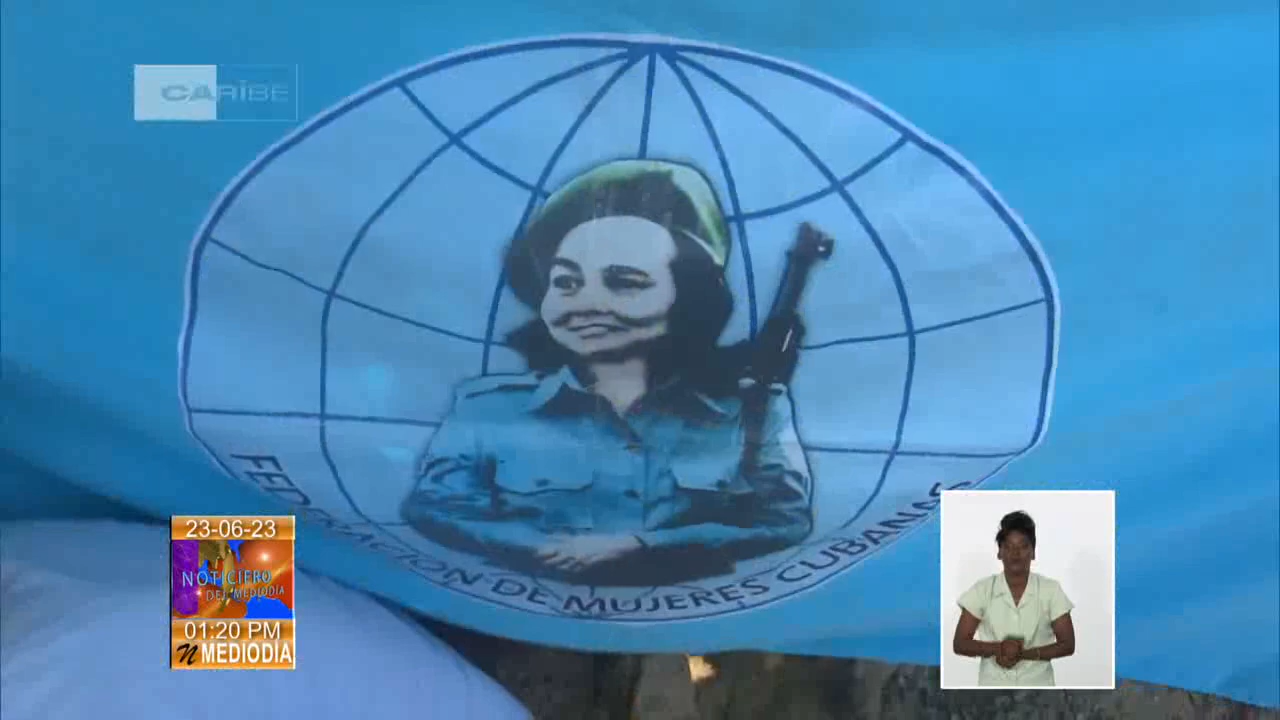 CARIBE
FEDERACION DE MUJERES CUBANAS
23-06-23
NOTICIERO
DEL MEDIODIA
01:20 PM
N MEDIODIA